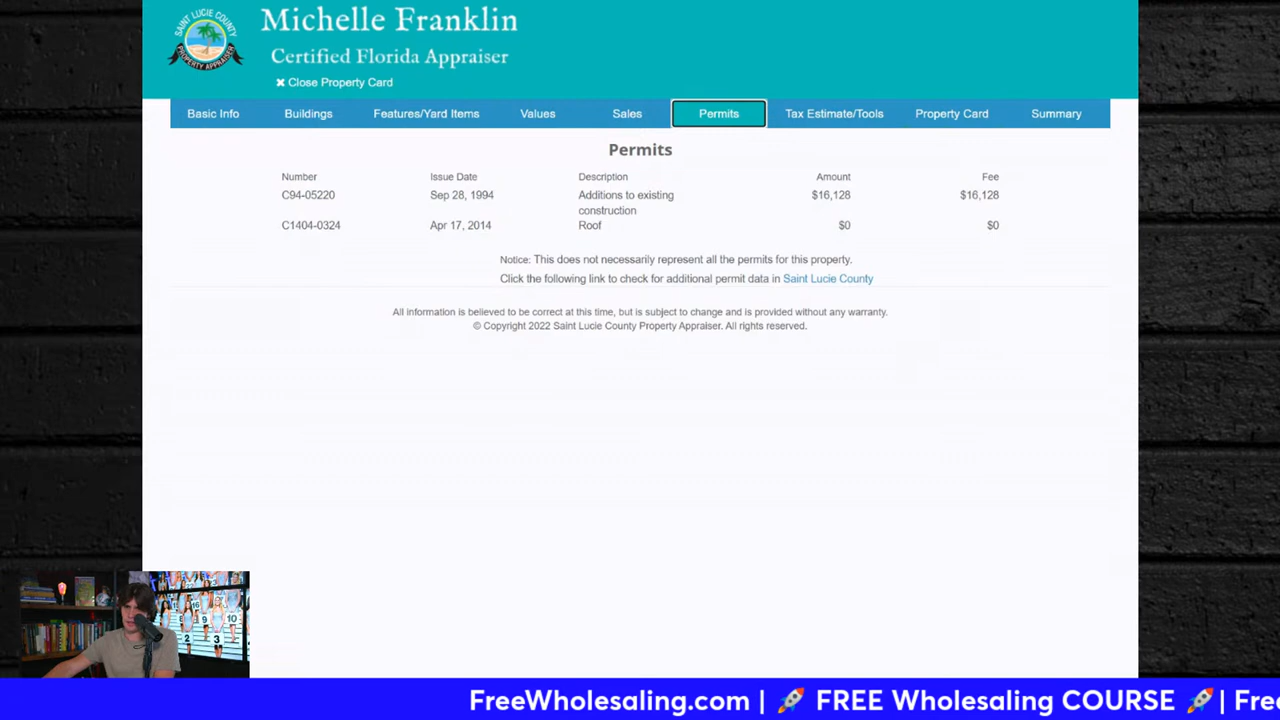 SAINT LUCIE COUNTY
PROPERTY APPRAISER
Michelle Franklin
Certified Florida Appraiser
✖ Close Property Card
Basic Info Buildings Features/Yard Items Values Sales Permits Tax Estimate/Tools Property Card Summary
Permits
Number Issue Date Description Amount Fee
C94-05220 Sep 28, 1994 Additions to existing $16,128 $16,128
construction
C1404-0324 Apr 17, 2014 Roof $0 $0
Notice: This does not necessarily represent all the permits for this property.
Click the following link to check for additional permit data in Saint Lucie County
All information is believed to be correct at this time, but is subject to change and is provided without any warranty.
© Copyright 2022 Saint Lucie County Property Appraiser. All rights reserved.
9 10
2 3
FreeWholesaling.com | 🚀 FREE Wholesaling COURSE 🚀 | Free